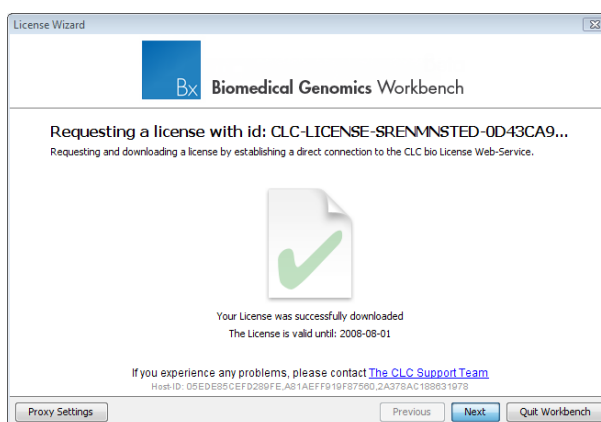 License Wizard
Bx Biomedical Genomics Workbench
Requesting a license with id: CLC-LICENSE-SRENMNSTED-0D43CA9...
Requesting and downloading a license by establishing a direct connection to the CLC bio License Web-Service.
Your License was successfully downloaded
The License is valid until: 2008-08-01
If you experience any problems, please contact The CLC Support Team
Host-ID: 05EDE85CEFD289FE,A81AEFF919F87560,2A378AC188631978
Proxy Settings Previous Next Quit Workbench